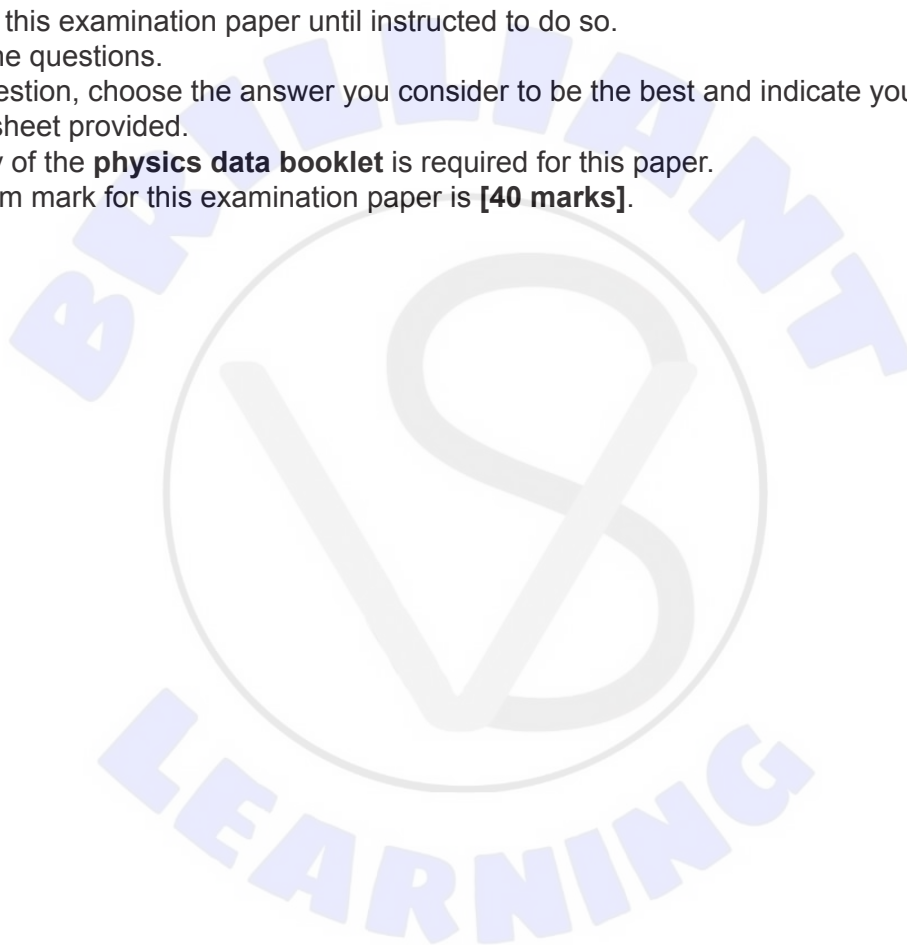 this examination paper until instructed to do so.
ne questions.
estion, choose the answer you consider to be the best and indicate you
sheet provided.
y of the physics data booklet is required for this paper.
m mark for this examination paper is [40 marks].
BRILLIANT
VS
LEARNING